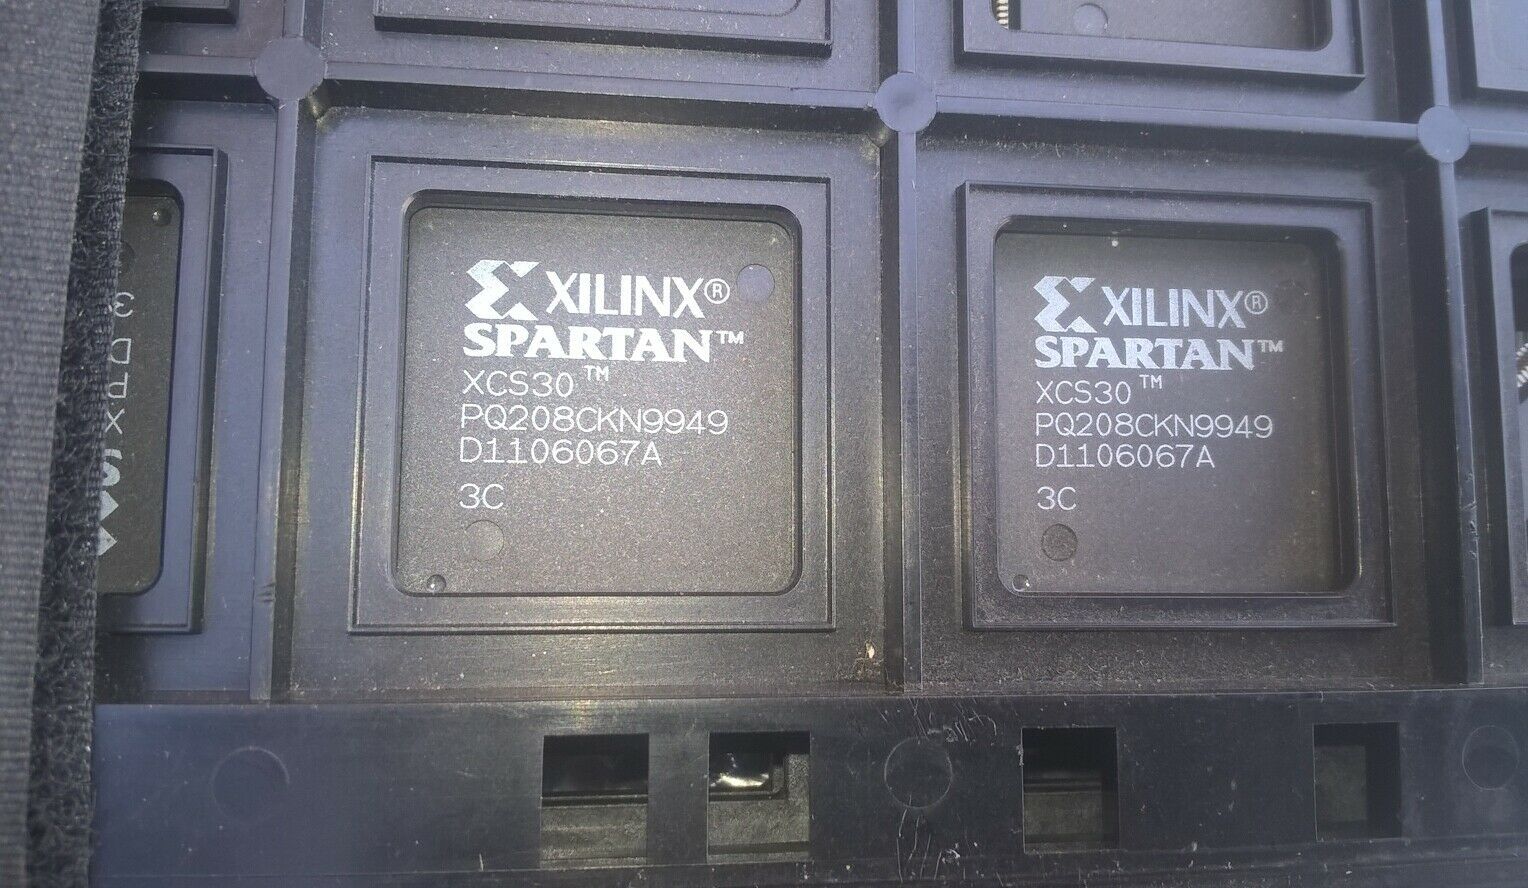 XILINX®
SPARTAN™
XCS30™
PQ208CKN9949
D1106067A
3C
XILINX®
SPARTAN™
XCS30™
PQ208CKN9949
D1106067A
3C